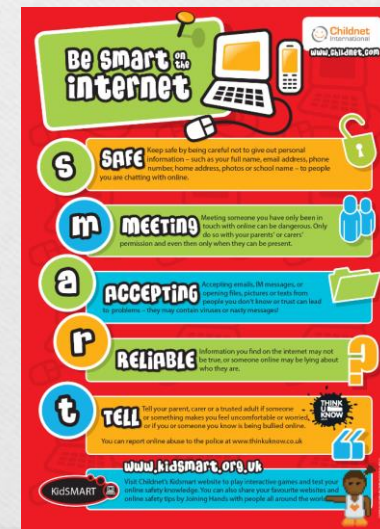 Childnet
International
www.childnet.com
Be smart on the
internet
s
SAFE Keep safe by being careful not to give out personal
information – such as your full name, email address, phone
number, home address, photos or school name – to people
you are chatting with online.
m
MEETING Meeting someone you have only been in
touch with online can be dangerous. Only
do so with your parents' or carers'
permission and even then only when they can be present.
a
ACCEPTING Accepting emails, IM messages, or
opening files, pictures or texts from
people you don't know or trust can lead
to problems – they may contain viruses or nasty messages!
r
RELIABLE Information you find on the internet may not
be true, or someone online may be lying about
who they are.
t
TELL Tell your parent, carer or a trusted adult if someone
or something makes you feel uncomfortable or worried,
or if you or someone you know is being bullied online.
You can report online abuse to the police at www.thinkuknow.co.uk
THINK
U
KNOW
www.kidsmart.org.uk
KidSMART
Visit Childnet's Kidsmart website to play interactive games and test your
online safety knowledge. You can also share your favourite websites and
online safety tips by Joining Hands with people all around the world.